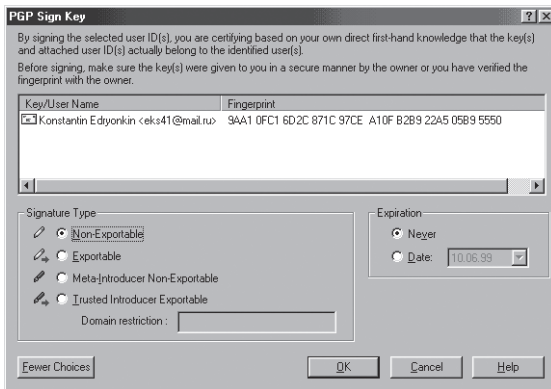 PGP Sign Key
By signing the selected user ID(s), you are certifying based on your own direct first-hand knowledge that the key(s)
and attached user ID(s) actually belong to the identified user(s).
Before signing, make sure the key(s) were given to you in a secure manner by the owner or you have verified the
fingerprint with the owner.
Key/User Name Fingerprint
Konstantin Edryonkin <eks41@mail.ru> 9AA1 0FC1 6D2C 871C 97CE A10F B2B9 22A5 05B9 5550
Signature Type
Non-Exportable
Exportable
Meta-Introducer Non-Exportable
Trusted Introducer Exportable
Domain restriction :
Expiration
Never
Date: 10.06.99
Fewer Choices OK Cancel Help